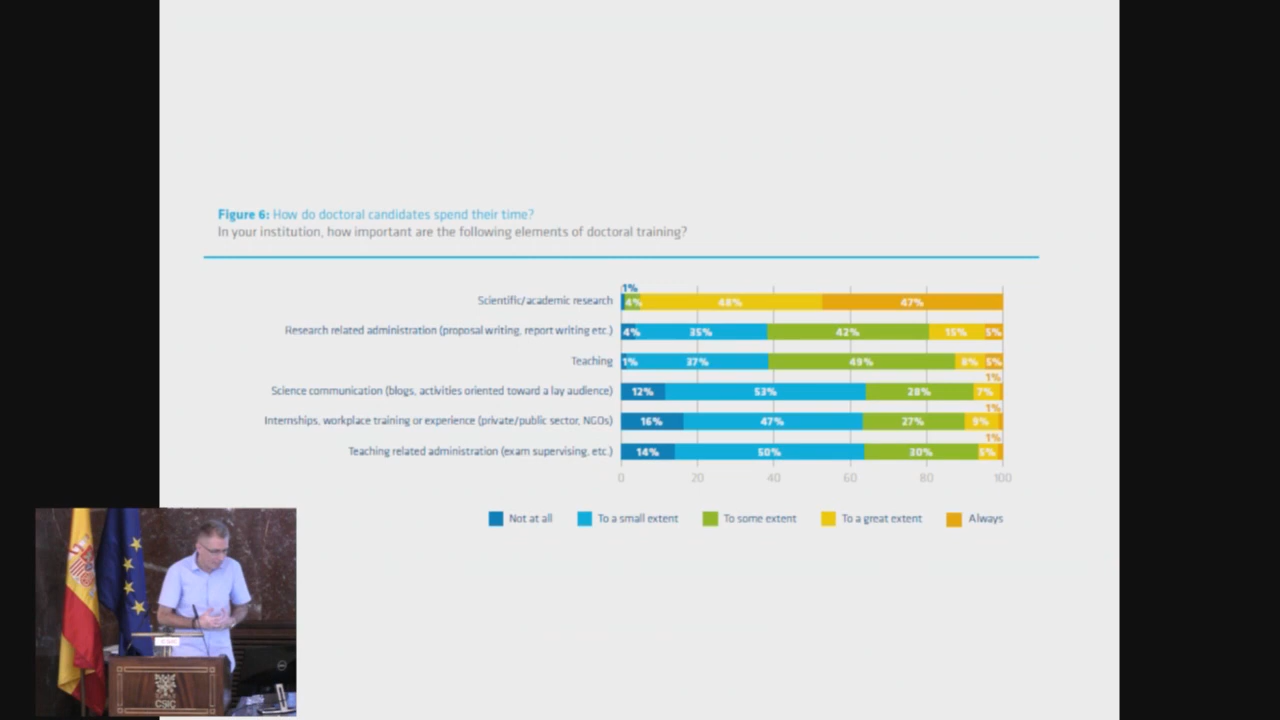 Figure 6: How do doctoral candidates spend their time?
In your institution, how important are the following elements of doctoral training?
1%
Scientific/academic research 4% 48% 47%
Research related administration (proposal writing, report writing etc.) 4% 35% 42% 15% 5%
Teaching 1% 37% 49% 8% 5%
1%
Science communication (blogs, activities oriented toward a lay audience) 12% 53% 28% 7%
1%
Internships, workplace training or experience (private/public sector, NGOs) 16% 47% 27% 9%
1%
Teaching related administration (exam supervising, etc.) 14% 50% 30% 5%
0 20 40 60 80 100
Not at all To a small extent To some extent To a great extent Always
CSIC